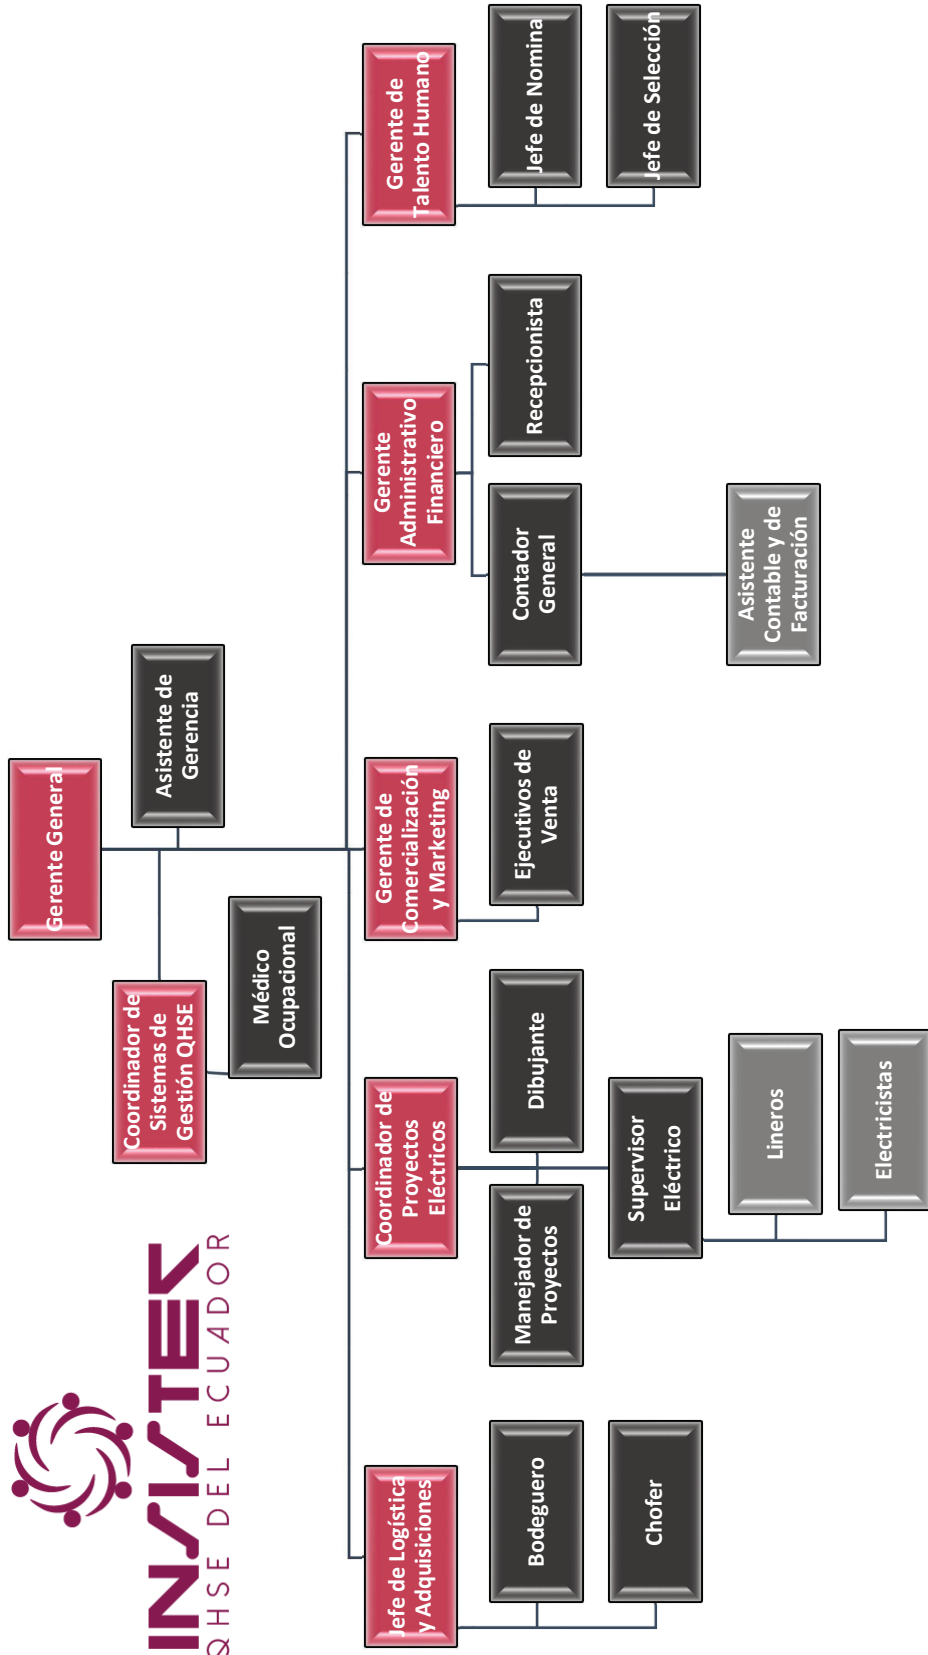 INSISTEK
QHSE DEL ECUADOR
Gerente General
Coordinador de
Sistemas de
Gestión QHSE
Asistente de
Gerencia
Médico
Ocupacional
Jefe de Logística
y Adquisiciones
Bodeguero
Chofer
Coordinador de
Proyectos
Eléctricos
Manejador de
Proyectos
Dibujante
Supervisor
Eléctrico
Lineros
Electricistas
Gerente de
Comercialización
y Marketing
Ejecutivos de
Venta
Gerente
Administrativo
Financiero
Contador
General
Recepcionista
Asistente
Contable y de
Facturación
Gerente de
Talento Humano
Jefe de Nomina
Jefe de Selección